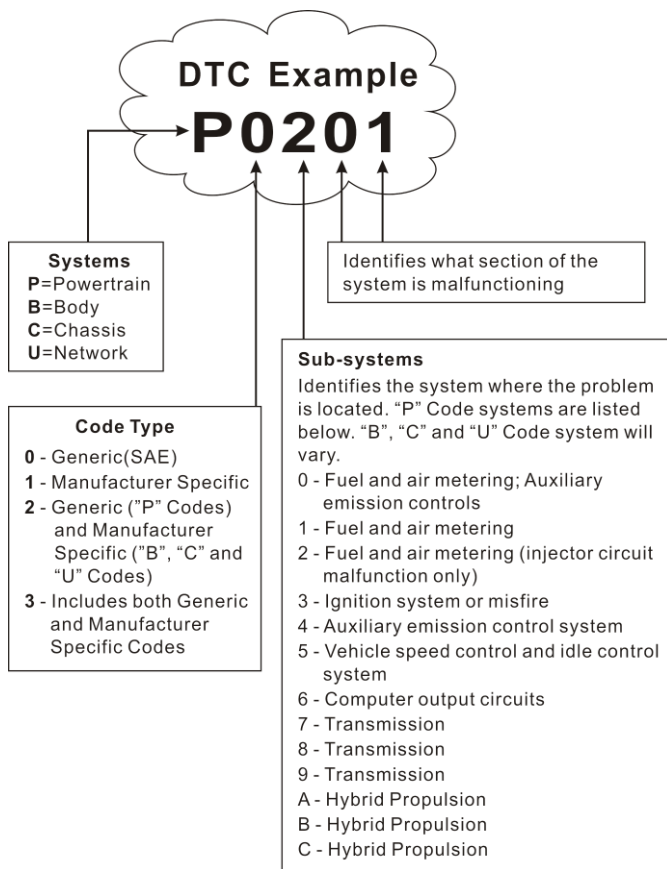 DTC Example
P0201
Systems
P=Powertrain
B=Body
C=Chassis
U=Network
Identifies what section of the
system is malfunctioning
Code Type
0 - Generic(SAE)
1 - Manufacturer Specific
2 - Generic (”P” Codes)
and Manufacturer
Specific (”B”, “C” and
“U” Codes)
3 - Includes both Generic
and Manufacturer
Specific Codes
Sub-systems
Identifies the system where the problem
is located. “P” Code systems are listed
below. “B”, “C” and “U” Code system will
vary.
0 - Fuel and air metering; Auxiliary
emission controls
1 - Fuel and air metering
2 - Fuel and air metering (injector circuit
malfunction only)
3 - Ignition system or misfire
4 - Auxiliary emission control system
5 - Vehicle speed control and idle control
system
6 - Computer output circuits
7 - Transmission
8 - Transmission
9 - Transmission
A - Hybrid Propulsion
B - Hybrid Propulsion
C - Hybrid Propulsion